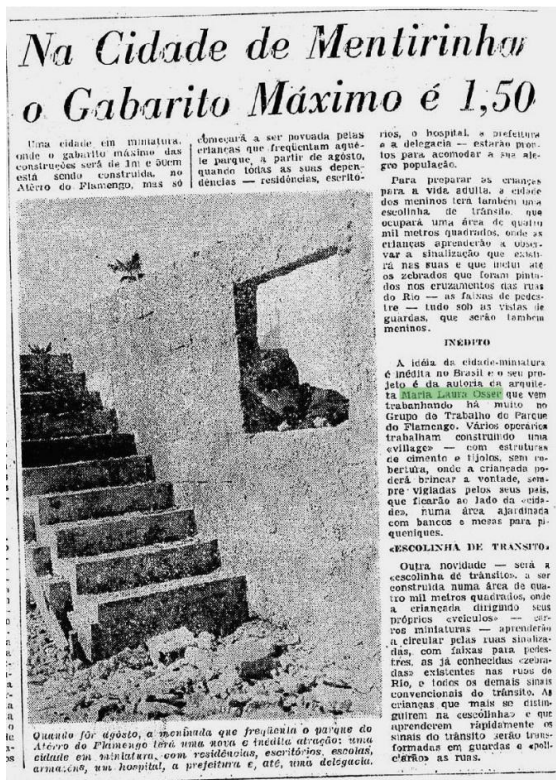 Na Cidade de Mentirinha
o Gabarito Máximo é 1,50
Uma cidade em miniatura,
onde o gabarito máximo das
construções será de 1m e 50cm
está sendo construída, no
Atêrro do Flamengo, mas só
começará a ser povoada pelas
crianças que freqüentam aquê-
le parque, a partir de agôsto,
quando tôdas as suas depen-
dências — residências, escritó-
rios, o hospital, a prefeitura
e a delegacia — estarão pron-
tos para acomodar a sua ale-
gre população.
Para preparar as crianças
para a vida adulta, a cidade
dos meninos terá também uma
escolinha de trânsito, que
ocupará uma área de quatro
mil metros quadrados, onde as
crianças aprenderão a obser-
var a sinalização que existi-
rá nas suas e que inclui até
os zebrados que foram pinta-
dos nos cruzamentos das ruas
do Rio — as faixas de pedes-
tre — tudo sob as vistas de
guardas, que serão também
meninos.
INÉDITO
A idéia da cidade-miniatura
é inédita no Brasil e o seu pro-
jeto é da autoria da arquite-
ta Maria Laura Osser que vem
trabanhando há muito no
Grupo de Trabalho do Parque
do Flamengo. Vários operários
trabalham construindo uma
«village» — com estruturas
de cimento e tijolos, sem co-
bertura, onde a criançada po-
derá brincar a vontade, sem-
pre vigiadas pelos seus pais,
que ficarão ao lado da «cida-
de», numa área ajardinada
com bancos e mesas para pi-
queniques.
«ESCOLINHA DE TRANSITO»
Outra novidade — será a
«escolinha de trânsito», a ser
construída numa área de qua-
tro mil metros quadrados, onde
a criançada dirigindo seus
próprios «veículos» — car-
ros miniaturas — aprenderão
a circular pelas ruas sinaliza-
das, com faixas para pedes-
tres, as já conhecidas «zebra-
das» existentes nas ruas do
Rio, e todos os demais sinais
convencionais do trânsito. As
crianças que mais se distin-
guirem na «escolinha» e que
aprenderem rápidamente os
sinais do trânsito serão trans-
formadas em guardas e «poli-
ciarão» as ruas.
Quando fôr agôsto, a meninada que freqüenta o parque do
Atêrro do Flamengo terá uma nova e inédita atração: uma
cidade em miniatura, com residências, escritórios, escolas,
armazéns, um hospital, a prefeitura e, até, uma delegacia.